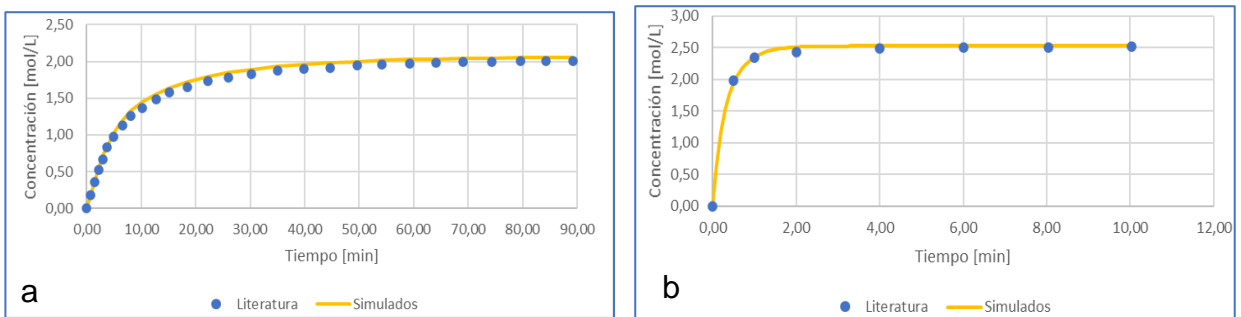 2,50
2,00
1,50
1,00
0,50
0,00
Concentración [mol/L]
0,00 10,00 20,00 30,00 40,00 50,00 60,00 70,00 80,00 90,00
Tiempo [min]
a
Literatura Simulados
3,00
2,50
2,00
1,50
1,00
0,50
0,00
Concentración [mol/L]
0,00 2,00 4,00 6,00 8,00 10,00 12,00
Tiempo [min]
b
Literatura Simulados